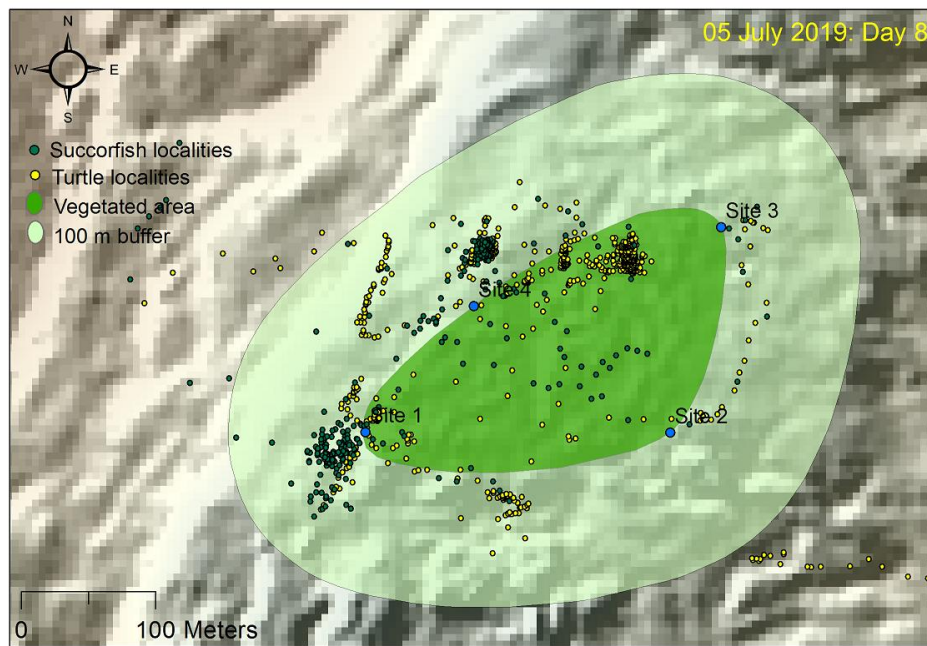 05 July 2019: Day 8
N
W E
S
Succorfish localities
Turtle localities
Vegetated area
100 m buffer
Site 3
Site 4
Site 1
Site 2
0 100 Meters